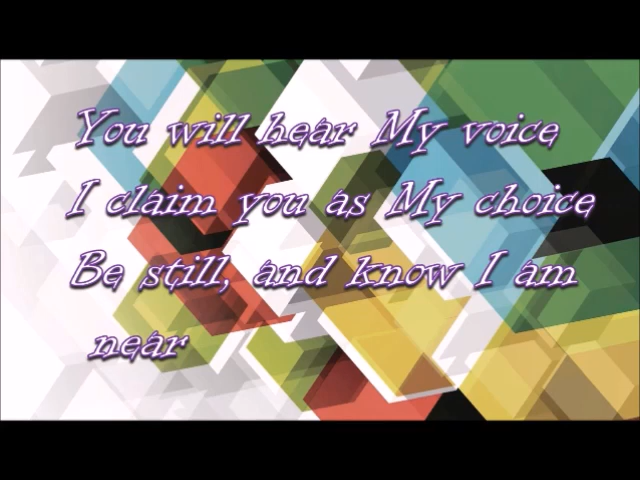 You will hear My voice
I claim you as My choice
Be still, and know I am
near